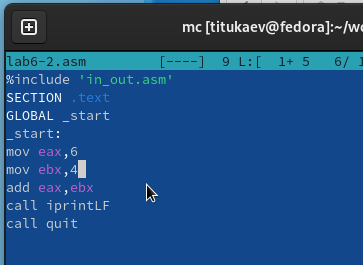 mc [titukaev@fedora]:~/wo
lab6-2.asm [----] 9 L:[ 1+ 5 6/ 1
%include 'in_out.asm'
SECTION .text
GLOBAL _start
_start:
mov eax,6
mov ebx,4
add eax,ebx
call iprintLF
call quit